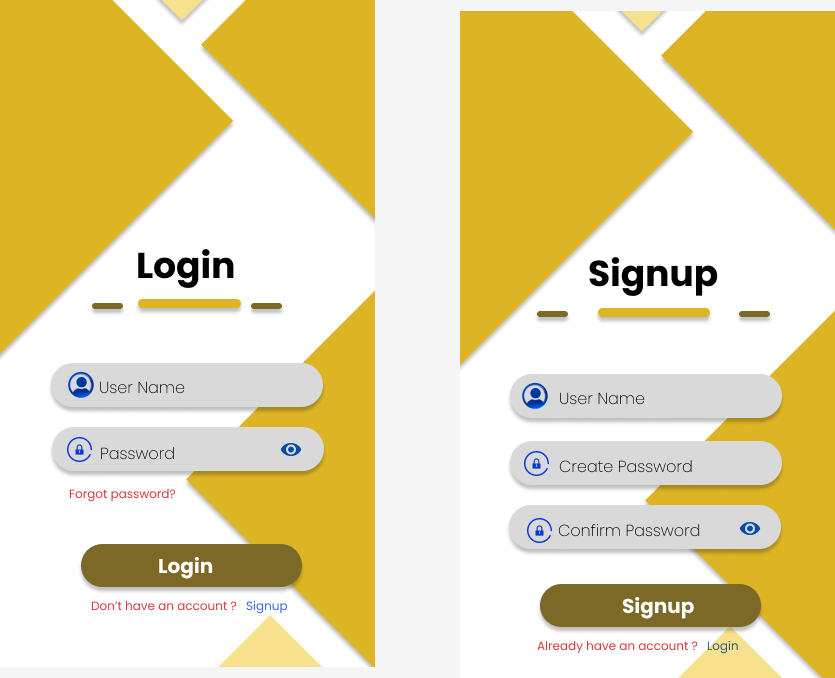 Login
User Name
Password
Forgot password?
Login
Don’t have an account ? Signup
Signup
User Name
Create Password
Confirm Password
Signup
Already have an account ? Login